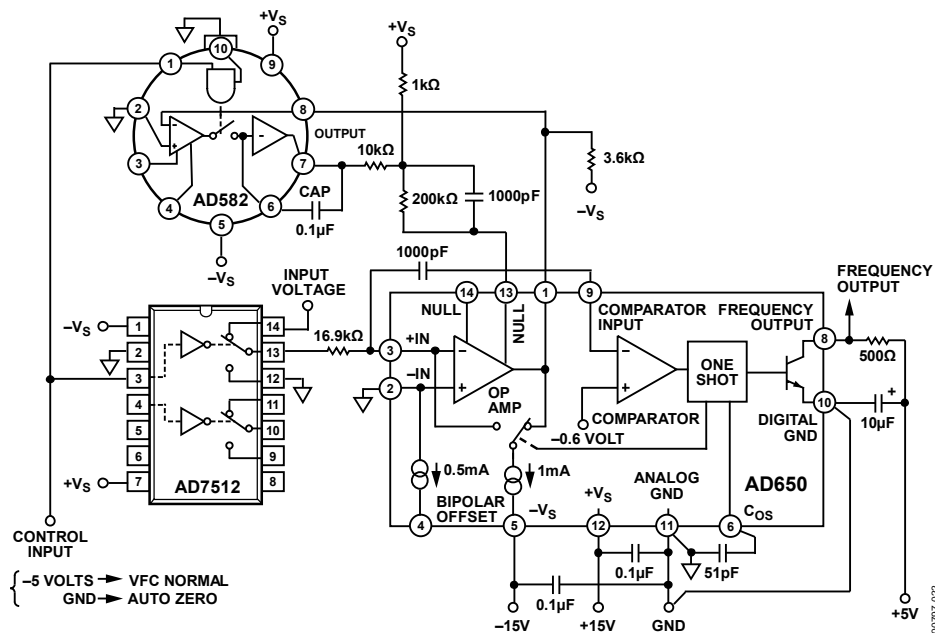 +VS
+VS
10
1
9
1kΩ
2
8
OUTPUT
10kΩ
3.6kΩ
3
7
AD582
CAP
200kΩ
1000pF
4
6
0.1µF
–VS
5
–VS
1000pF
INPUT
VOLTAGE
FREQUENCY
OUTPUT
14
13
1
9
NULL
NULL
COMPARATOR
INPUT
FREQUENCY
OUTPUT
–VS
1
14
8
2
13
16.9kΩ
3
+IN
500Ω
3
12
2
–IN
OP
AMP
ONE
SHOT
4
11
COMPARATOR
10
+
5
10
–0.6 VOLT
DIGITAL
GND
10µF
6
9
0.5mA
1mA
+VS
7
8
+VS
ANALOG
GND
AD650
AD7512
BIPOLAR
OFFSET
–VS
COS
4
5
12
11
6
CONTROL
INPUT
0.1µF
51pF
–5 VOLTS VFC NORMAL
GND AUTO ZERO
0.1µF
–15V
+15V
GND
+5V
00797-023